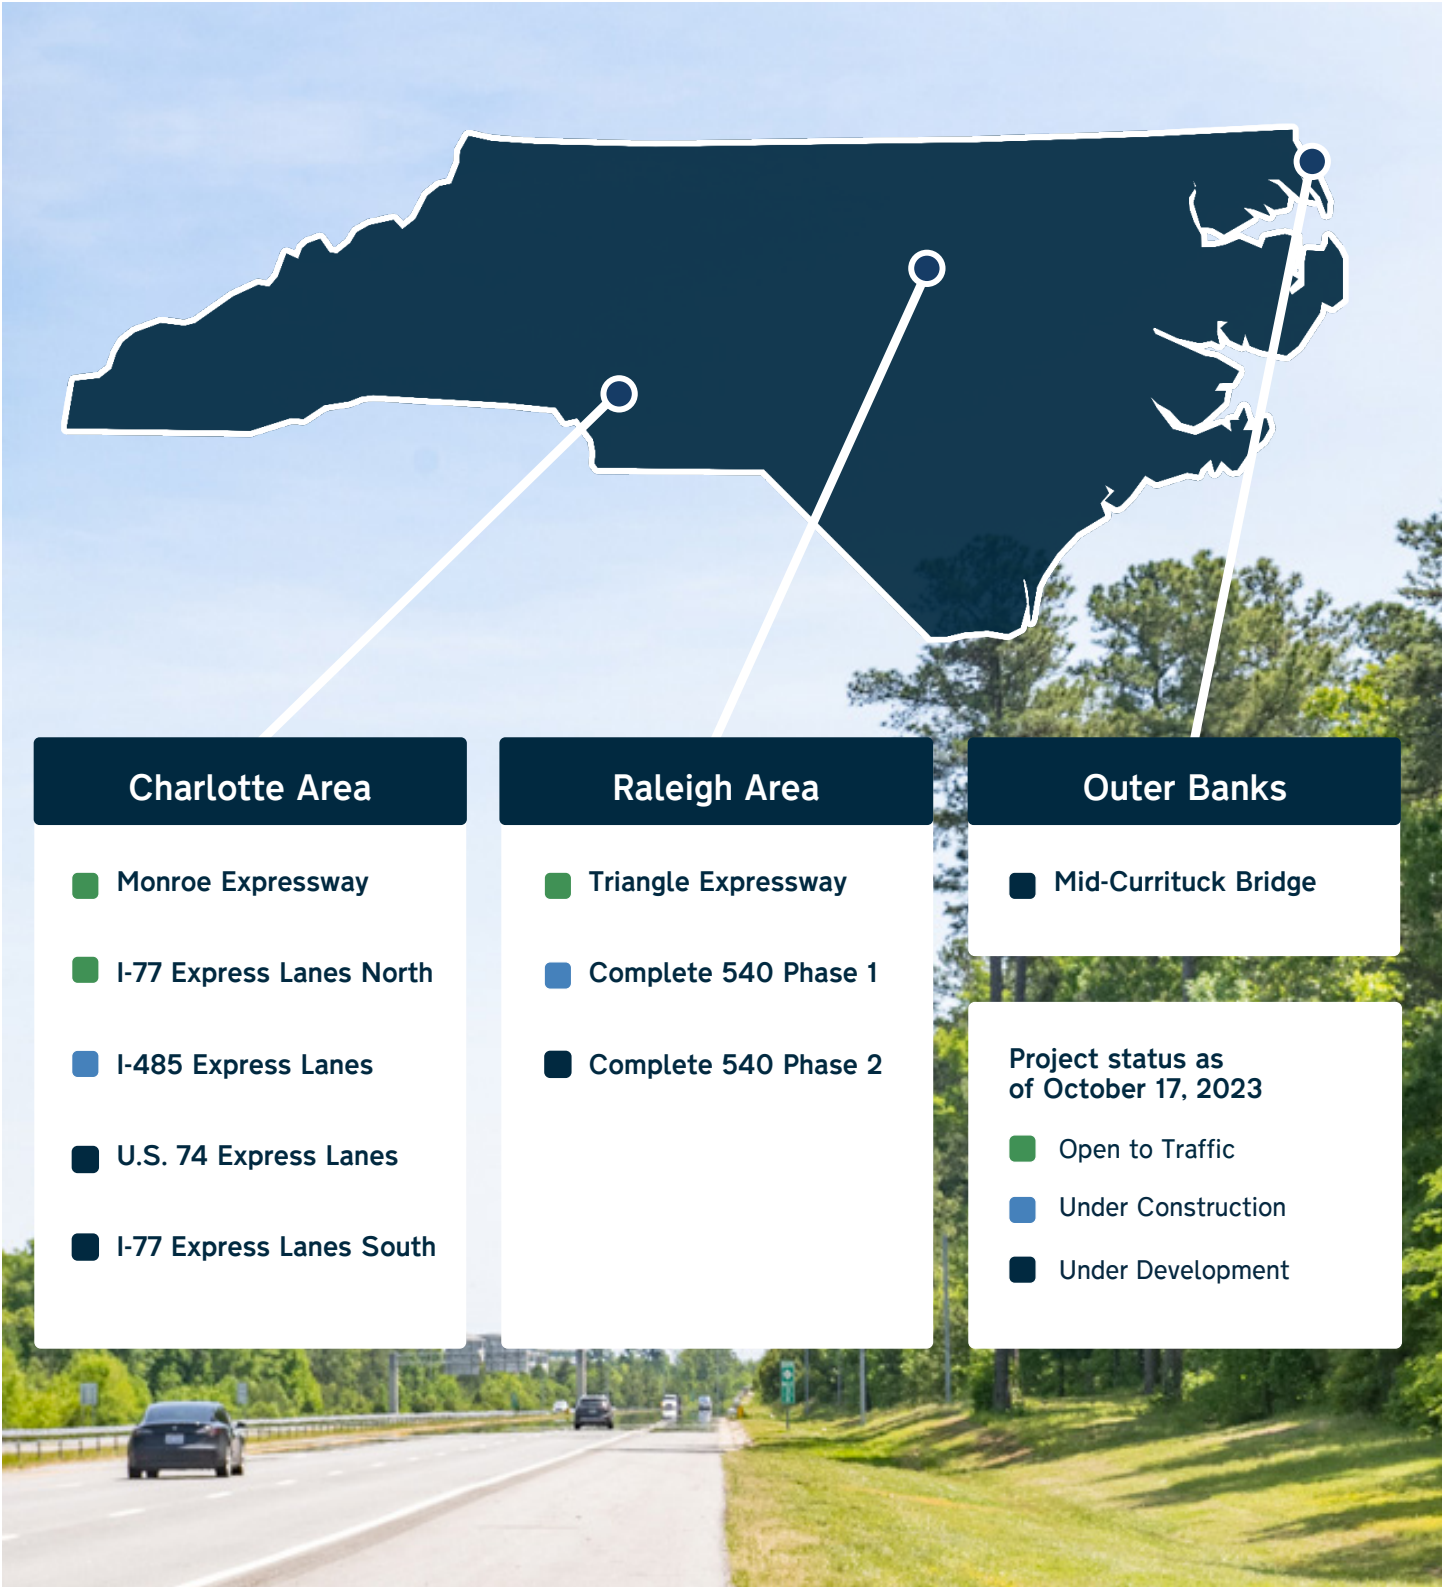 Charlotte Area
Monroe Expressway
I-77 Express Lanes North
I-485 Express Lanes
U.S. 74 Express Lanes
I-77 Express Lanes South
Raleigh Area
Triangle Expressway
Complete 540 Phase 1
Complete 540 Phase 2
Outer Banks
Mid-Currituck Bridge
Project status as
of October 17, 2023
Open to Traffic
Under Construction
Under Development